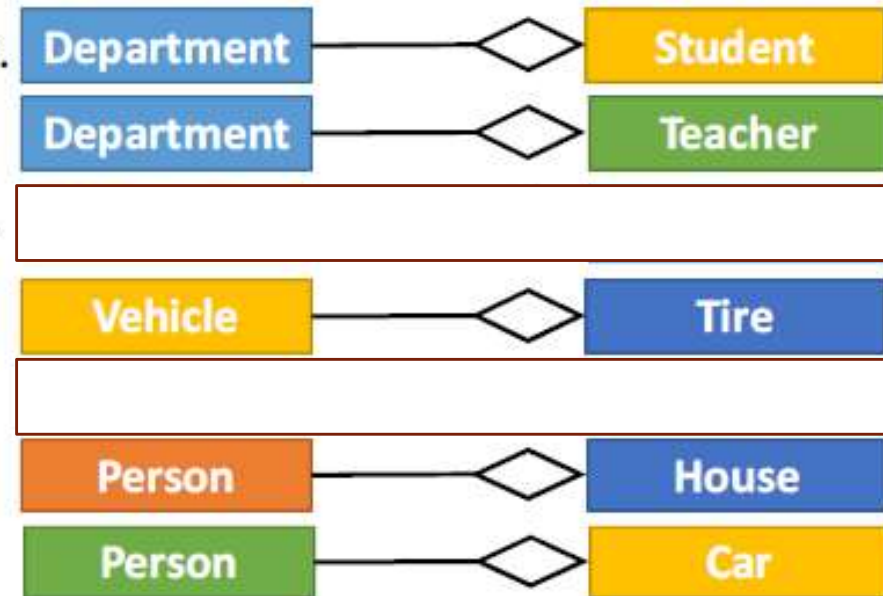 Department Student
Department Teacher
Vehicle Tire
Person House
Person Car